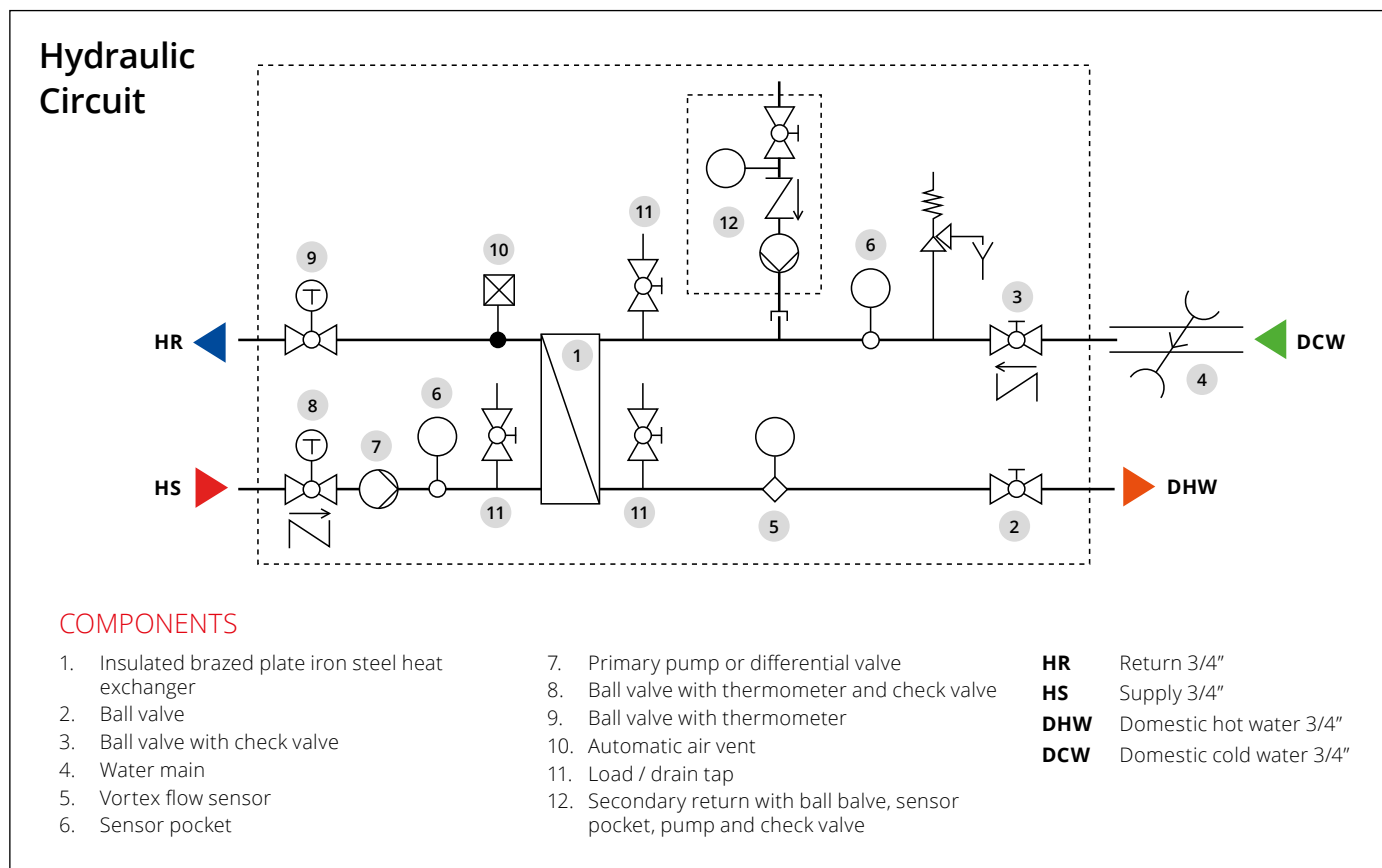 Hydraulic
Circuit
11
12
6
9
10
3
T
HR
1
DCW
4
8
6
7
T
HS
DHW
11
11
5
2
COMPONENTS
1. Insulated brazed plate iron steel heat
exchanger
2. Ball valve
3. Ball valve with check valve
4. Water main
5. Vortex flow sensor
6. Sensor pocket
7. Primary pump or differential valve
8. Ball valve with thermometer and check valve
9. Ball valve with thermometer
10. Automatic air vent
11. Load / drain tap
12. Secondary return with ball balve, sensor
pocket, pump and check valve
HR Return 3/4”
HS Supply 3/4”
DHW Domestic hot water 3/4”
DCW Domestic cold water 3/4”